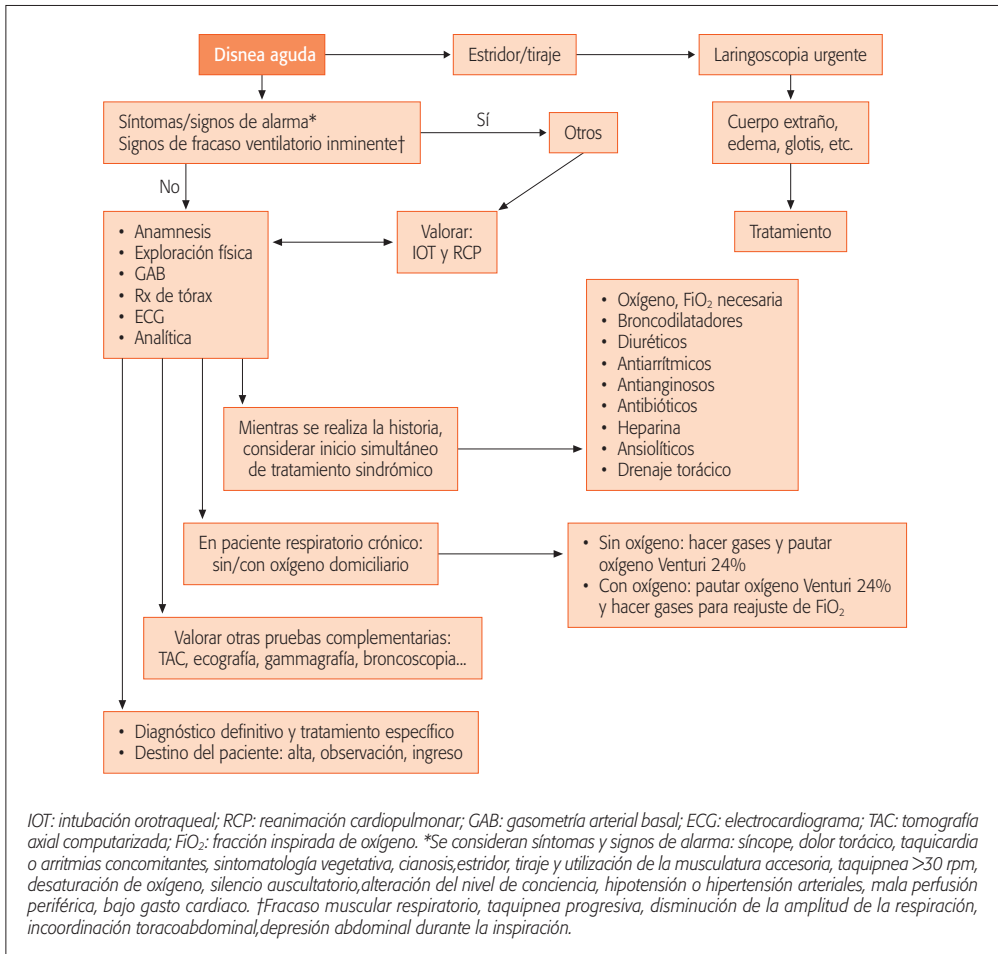 Disnea aguda
Estridor/tiraje
Laringoscopia urgente
Síntomas/signos de alarma*
Signos de fracaso ventilatorio inminente†
Sí
Otros
Cuerpo extraño,
edema, glotis, etc.
No
• Anamnesis
• Exploración física
• GAB
• Rx de tórax
• ECG
• Analítica
Valorar:
IOT y RCP
Tratamiento
• Oxígeno, FiO₂ necesaria
• Broncodilatadores
• Diuréticos
• Antiarrítmicos
• Antianginosos
• Antibióticos
• Heparina
• Ansiolíticos
• Drenaje torácico
Mientras se realiza la historia,
considerar inicio simultáneo
de tratamiento sindrómico
En paciente respiratorio crónico:
sin/con oxígeno domiciliario
• Sin oxígeno: hacer gases y pautar
oxígeno Venturi 24%
• Con oxígeno: pautar oxígeno Venturi 24%
y hacer gases para reajuste de FiO₂
Valorar otras pruebas complementarias:
TAC, ecografía, gammagrafía, broncoscopia...
• Diagnóstico definitivo y tratamiento específico
• Destino del paciente: alta, observación, ingreso
IOT: intubación orotraqueal; RCP: reanimación cardiopulmonar; GAB: gasometría arterial basal; ECG: electrocardiograma; TAC: tomografía
axial computarizada; FiO₂: fracción inspirada de oxígeno. *Se consideran síntomas y signos de alarma: síncope, dolor torácico, taquicardia
o arritmias concomitantes, sintomatología vegetativa, cianosis,estridor, tiraje y utilización de la musculatura accesoria, taquipnea >30 rpm,
desaturación de oxígeno, silencio auscultatorio,alteración del nivel de conciencia, hipotensión o hipertensión arteriales, mala perfusión
periférica, bajo gasto cardiaco. †Fracaso muscular respiratorio, taquipnea progresiva, disminución de la amplitud de la respiración,
incoordinación toracoabdominal,depresión abdominal durante la inspiración.